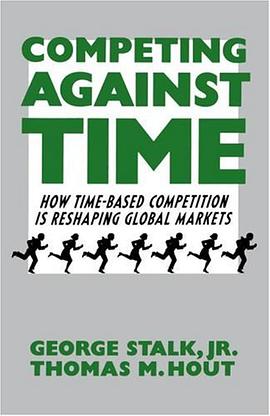 COMPETING
AGAINST
TIME
HOW TIME-BASED COMPETITION
IS RESHAPING GLOBAL MARKETS
GEORGE STALK, JR.
THOMAS M. HOUT